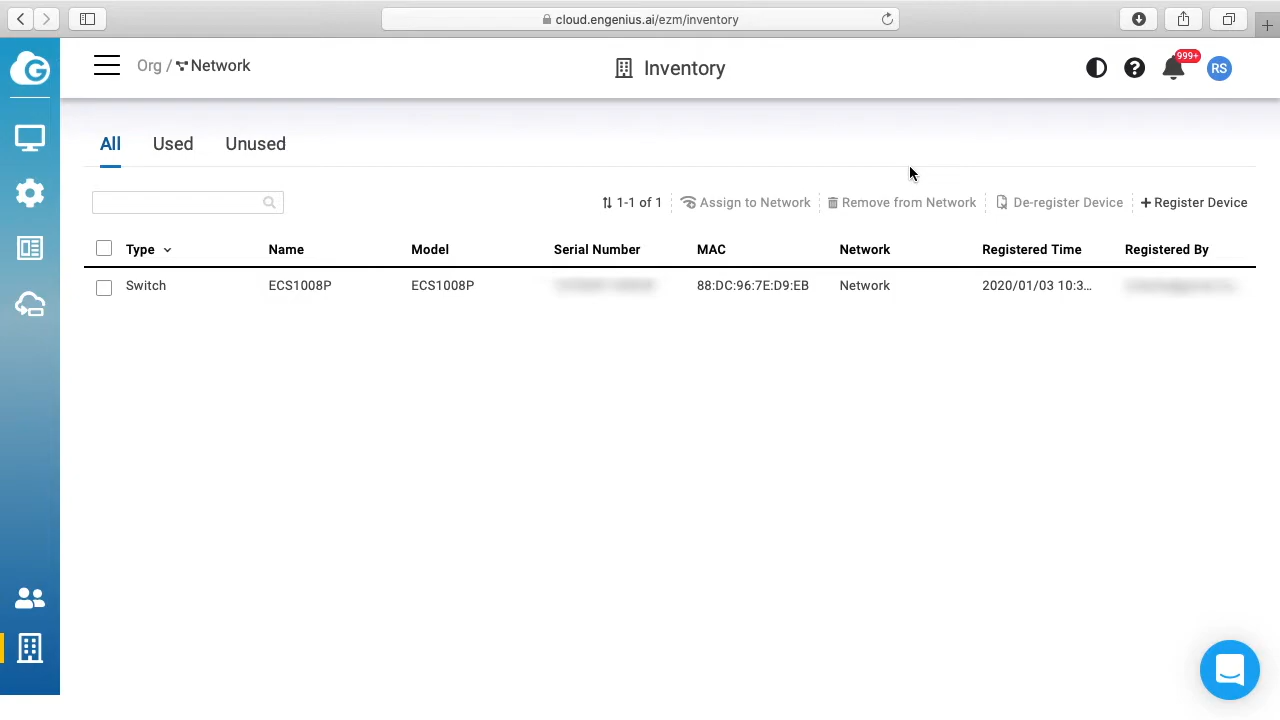 cloud.engenius.ai/ezm/inventory
Org / Network
Inventory
999+
RS
All Used Unused
1-1 of 1 Assign to Network Remove from Network De-register Device + Register Device
Type Name Model Serial Number MAC Network Registered Time Registered By
Switch ECS1008P ECS1008P 88:DC:96:7E:D9:EB Network 2020/01/03 10:3...